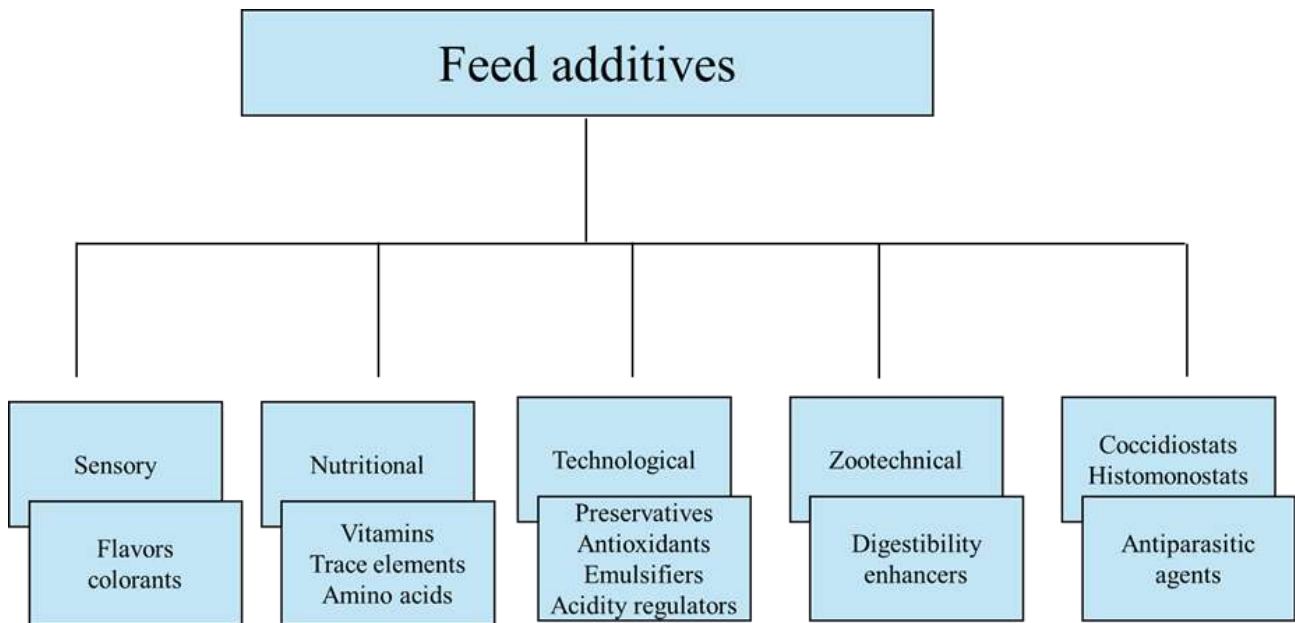 Feed additives
Sensory
Flavors
colorants
Nutritional
Vitamins
Trace elements
Amino acids
Technological
Preservatives
Antioxidants
Emulsifiers
Acidity regulators
Zootechnical
Digestibility
enhancers
Coccidiostats
Histomonostats
Antiparasitic
agents